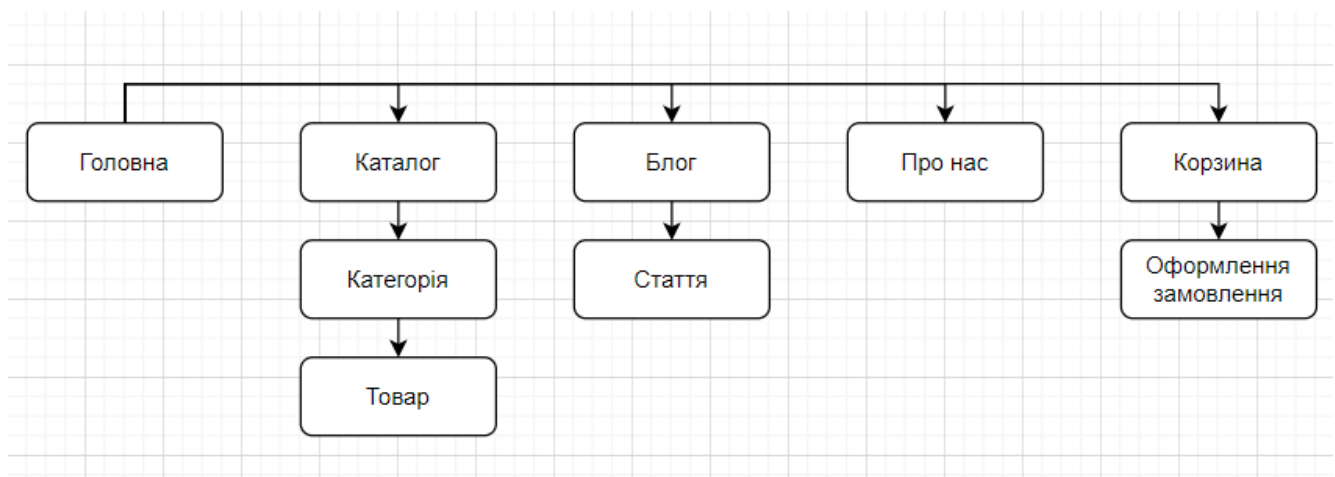 Головна
Каталог
Блог
Про нас
Корзина
Категорія
Стаття
Оформлення
замовлення
Товар